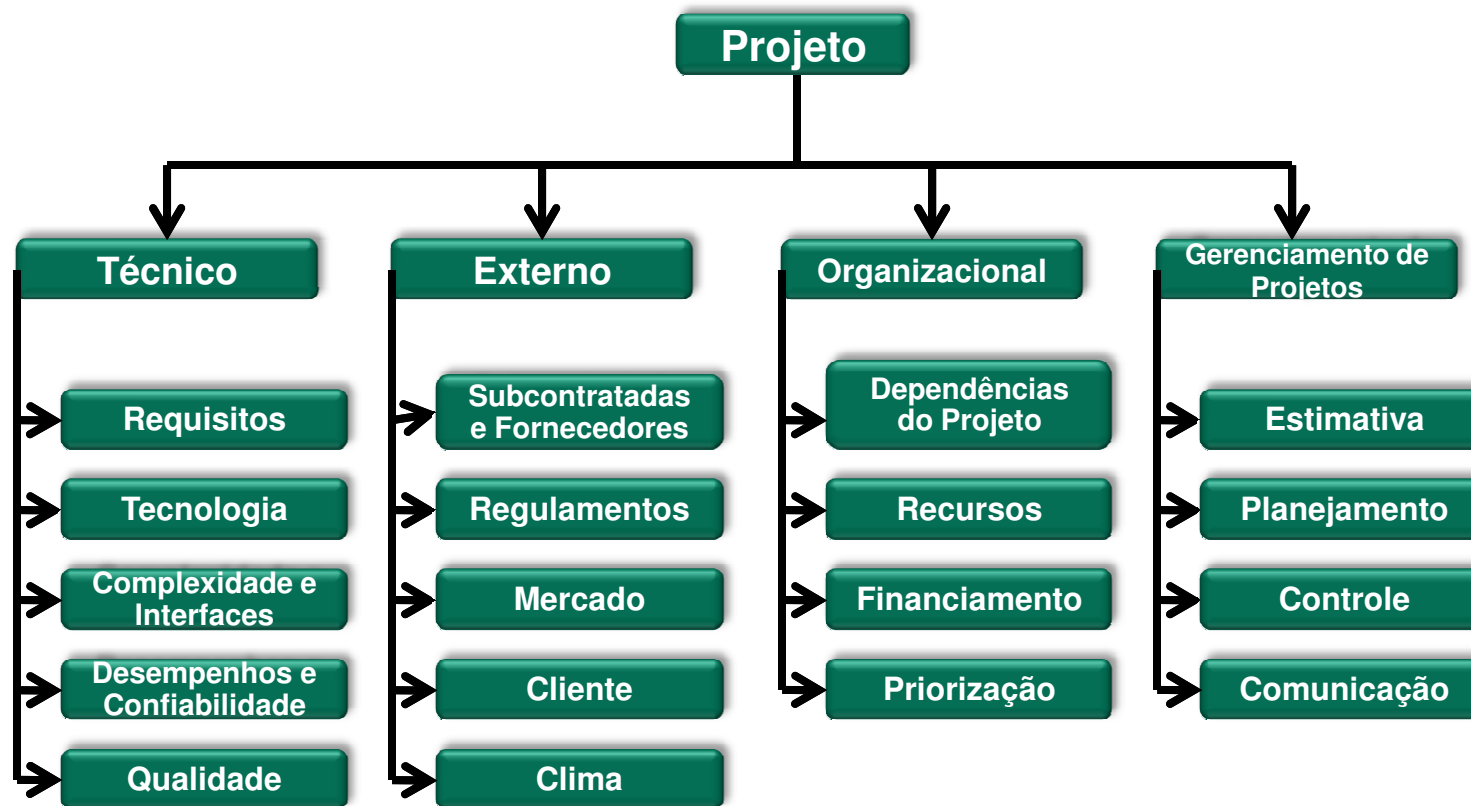 Projeto
Técnico
Externo
Organizacional
Gerenciamento de
Projetos
Requisitos
Tecnologia
Complexidade e
Interfaces
Desempenhos e
Confiabilidade
Qualidade
Subcontratadas
e Fornecedores
Regulamentos
Mercado
Cliente
Clima
Dependências
do Projeto
Recursos
Financiamento
Priorização
Estimativa
Planejamento
Controle
Comunicação